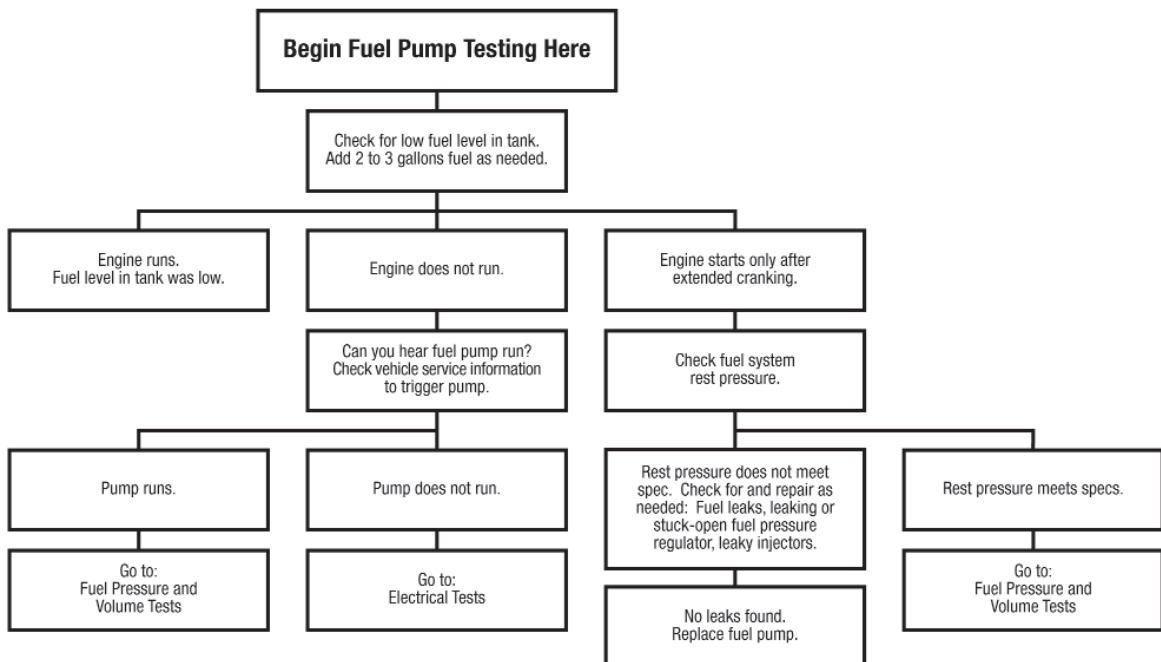 Begin Fuel Pump Testing Here
Check for low fuel level in tank.
Add 2 to 3 gallons fuel as needed.
Engine runs.
Fuel level in tank was low.
Engine does not run.
Engine starts only after
extended cranking.
Can you hear fuel pump run?
Check vehicle service information
to trigger pump.
Check fuel system
rest pressure.
Pump runs.
Pump does not run.
Rest pressure does not meet
spec. Check for and repair as
needed: Fuel leaks, leaking or
stuck-open fuel pressure
regulator, leaky injectors.
Rest pressure meets specs.
Go to:
Fuel Pressure and
Volume Tests
Go to:
Electrical Tests
No leaks found.
Replace fuel pump.
Go to:
Fuel Pressure and
Volume Tests